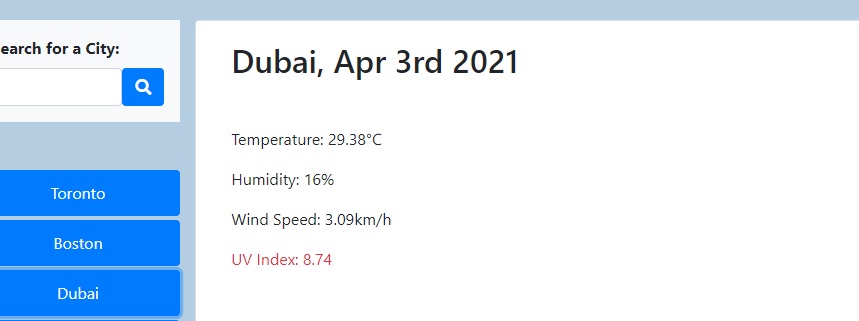 earch for a City:
Toronto
Boston
Dubai
Dubai, Apr 3rd 2021
Temperature: 29.38°C
Humidity: 16%
Wind Speed: 3.09km/h
UV Index: 8.74